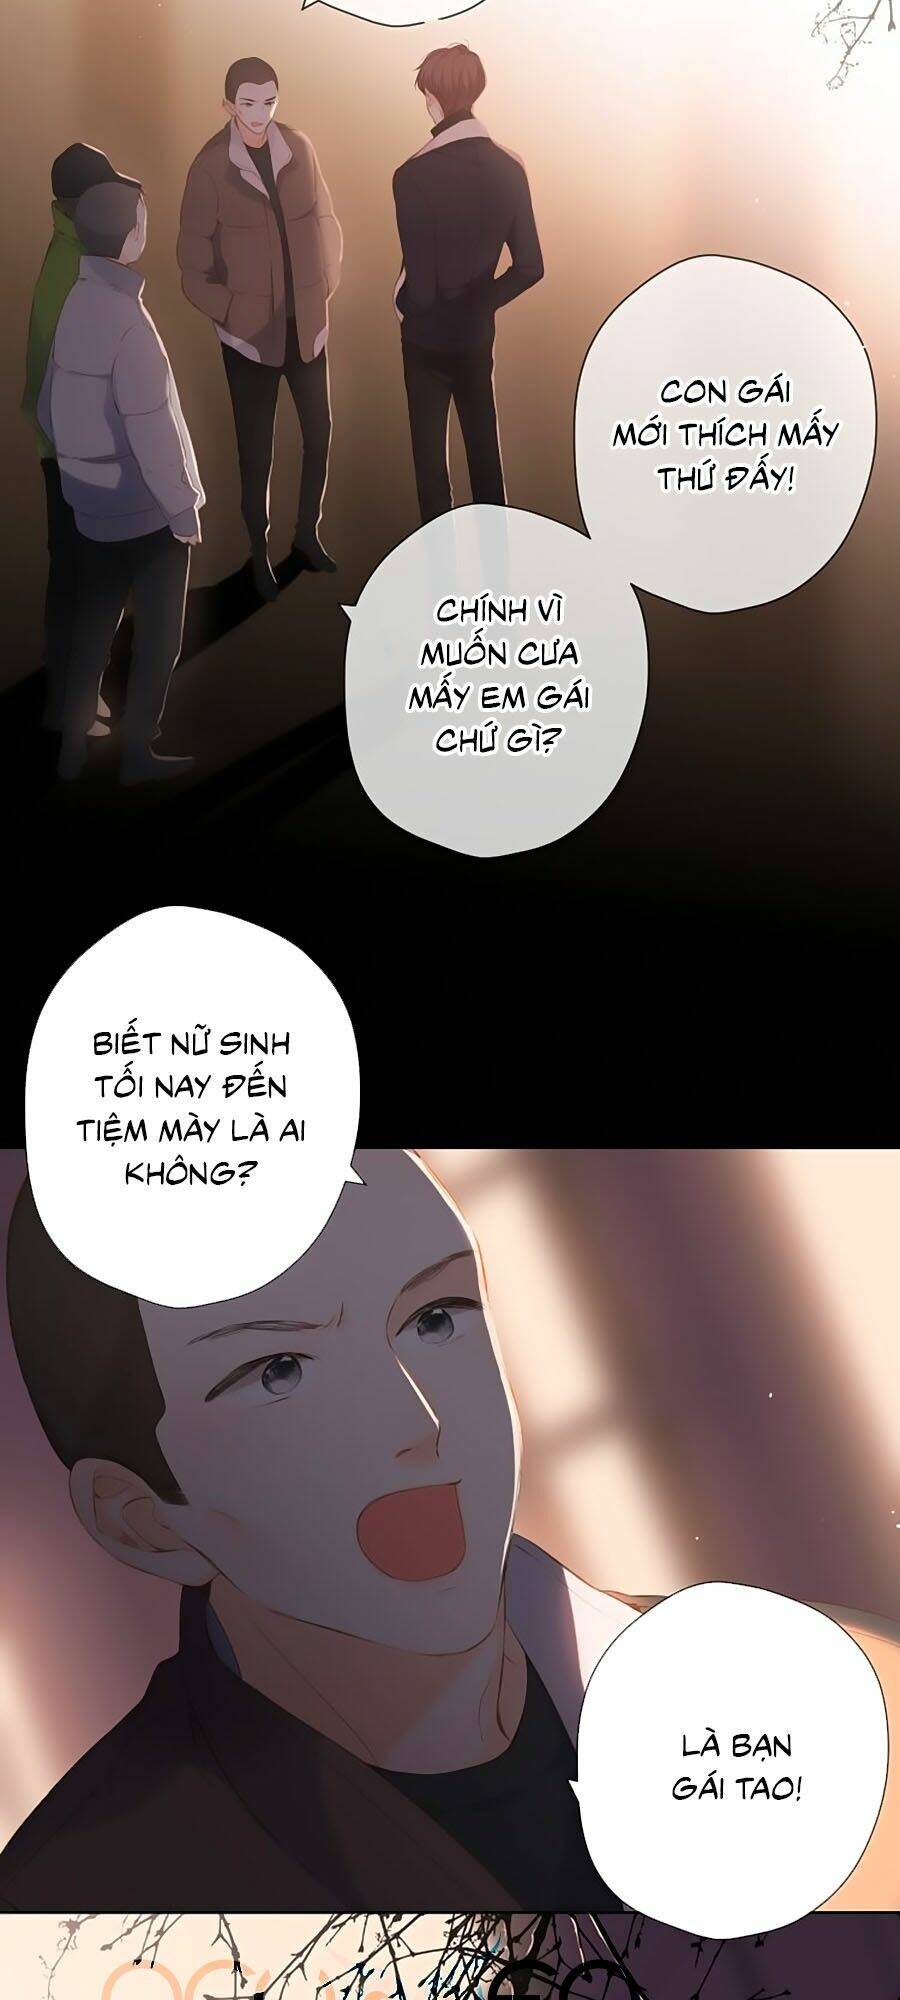 CON GÁI
MỚI THÍCH MẤY
THỨ ĐẤY!
CHÍNH VÌ
MUỐN CƯA
MẤY EM GÁI
CHỨ GÌ?
BIẾT NỮ SINH
TỐI NAY ĐẾN
TIỆM MÀY LÀ AI
KHÔNG?
LÀ BẠN
GÁI TAO!